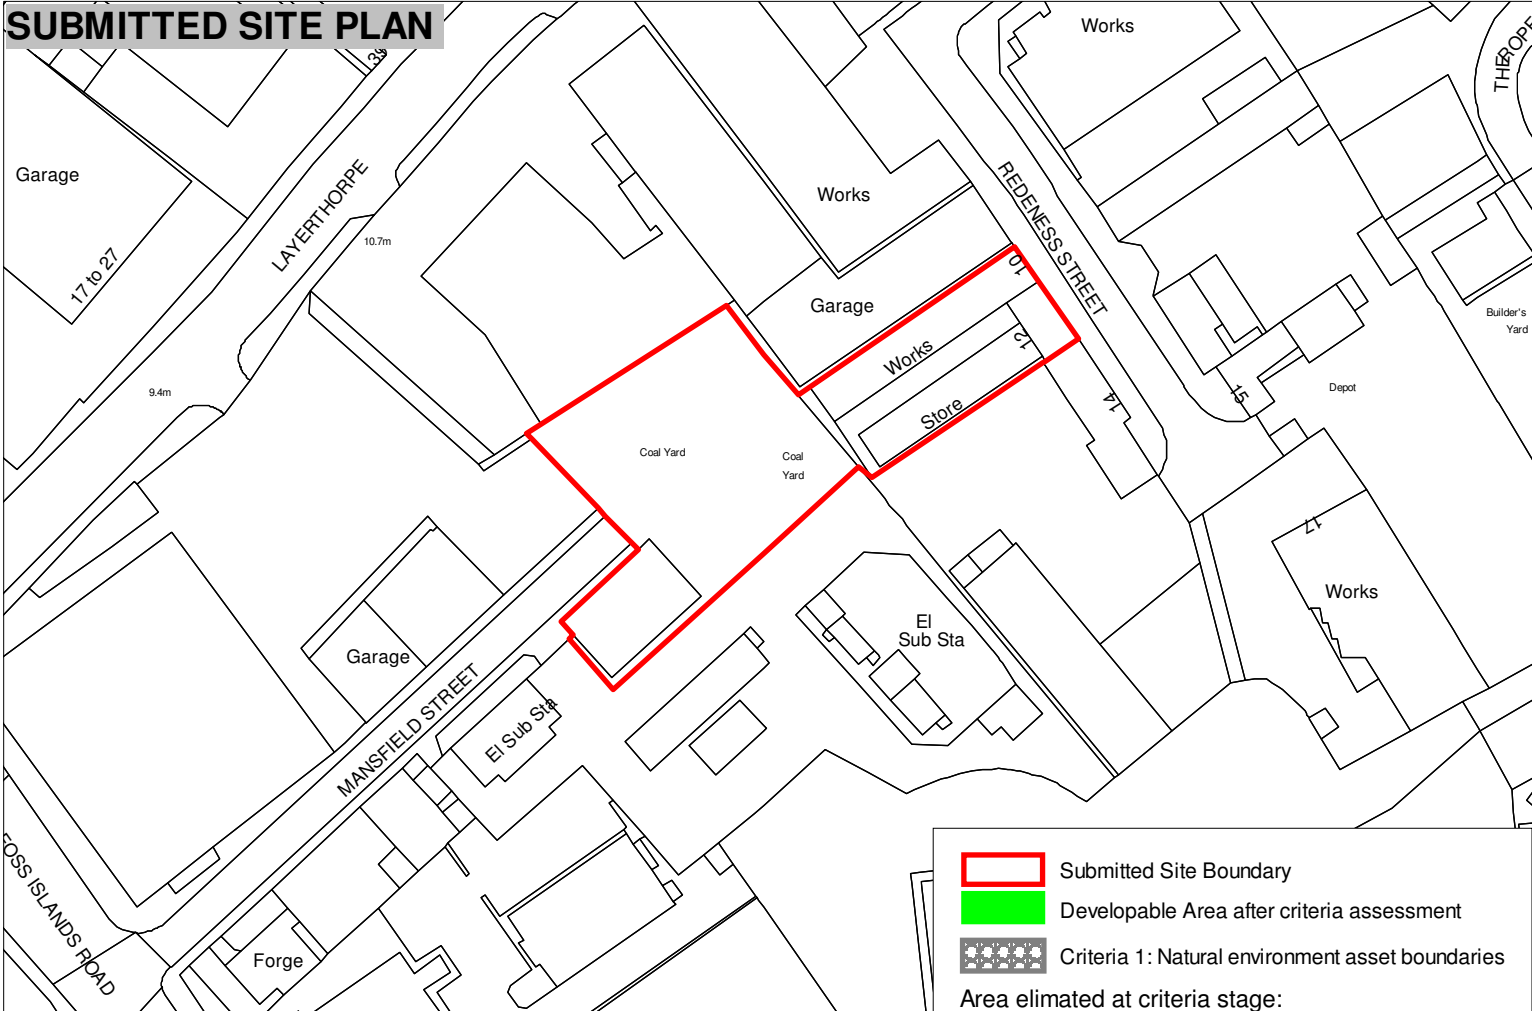 SUBMITTED SITE PLAN
39
Works
THE ROPE
Garage
LAYERTHORPE
10.7m
17 to 27
Works
REDENESS STREET
10
Garage
Works
12
Store
14
15
Depot
Builder's
Yard
9.4m
Coal Yard
Coal
Yard
17
Works
El
Sub Sta
Garage
MANSFIELD STREET
El Sub Sta
FOSS ISLANDS ROAD
Forge
Submitted Site Boundary
Developable Area after criteria assessment
Criteria 1: Natural environment asset boundaries
Area elimated at criteria stage: